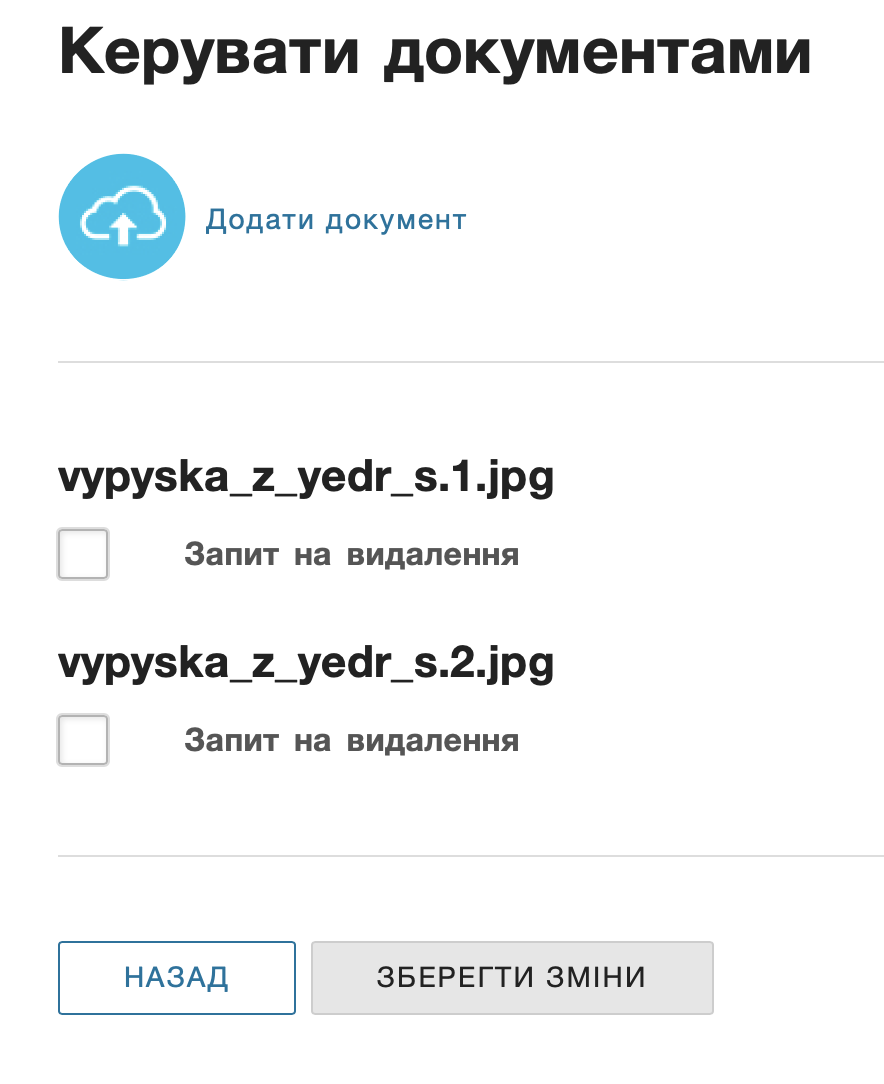 Керувати документами
Додати документ
vypyska_z_yedr_s.1.jpg
Запит на видалення
vypyska_z_yedr_s.2.jpg
Запит на видалення
НАЗАД
ЗБЕРЕГТИ ЗМІНИ